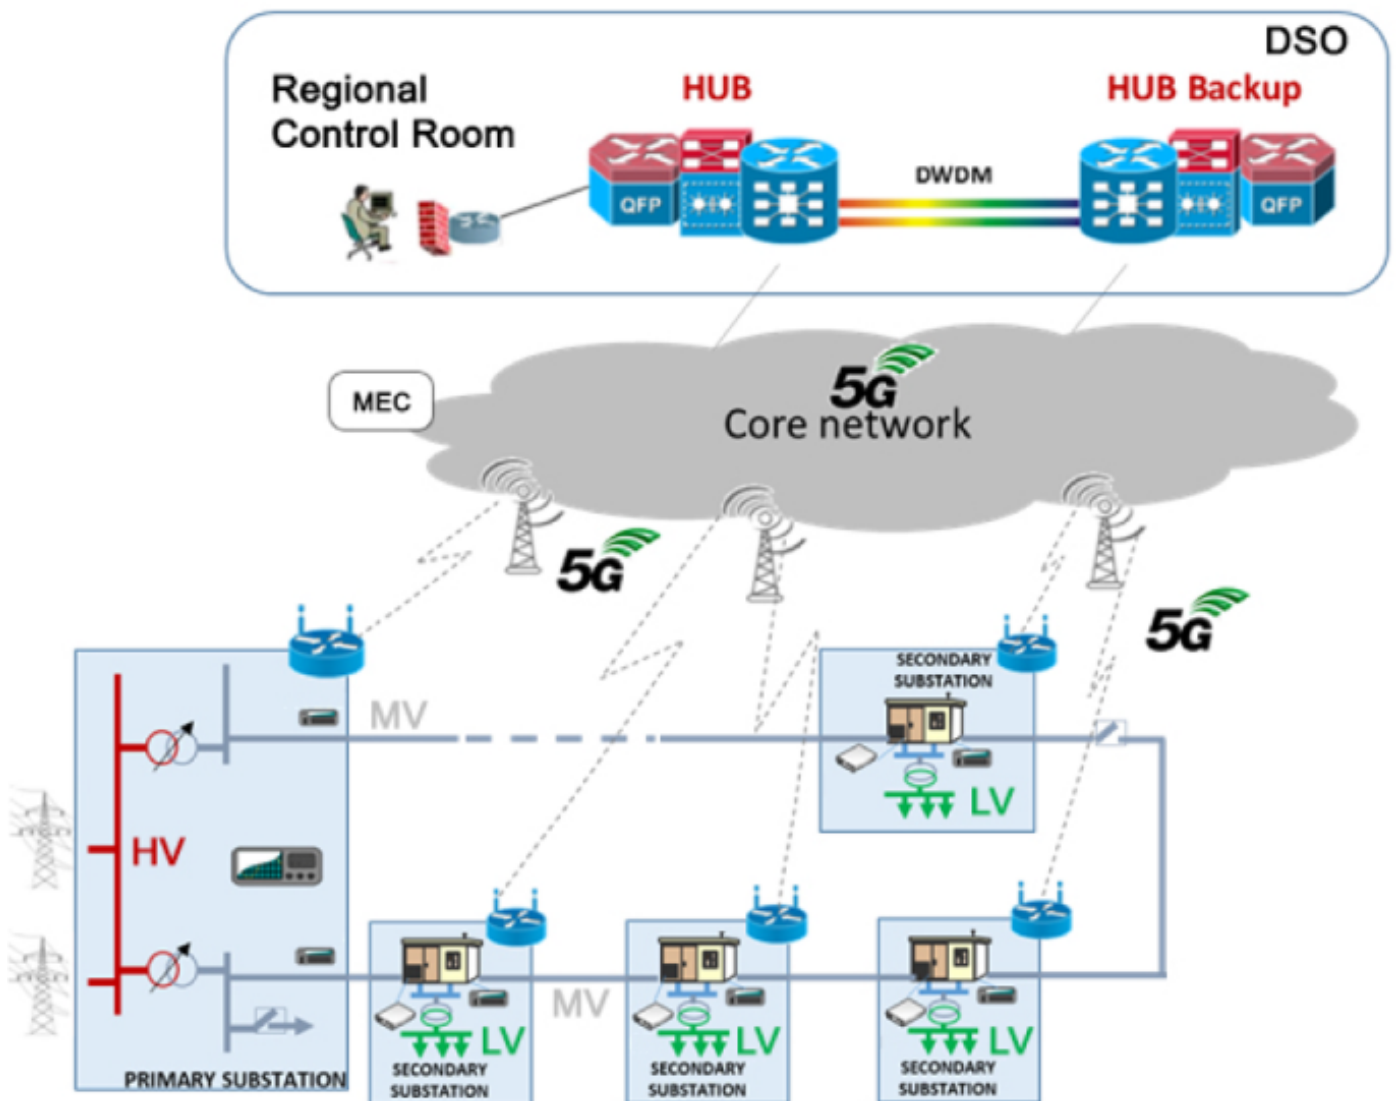 DSO
Regional
Control Room
HUB
HUB Backup
DWDM
QFP
QFP
MEC
5G
Core network
5G
5G
SECONDARY
SUBSTATION
MV
LV
HV
MV
LV
LV
LV
PRIMARY SUBSTATION
SECONDARY
SUBSTATION
SECONDARY
SUBSTATION
SECONDARY
SUBSTATION